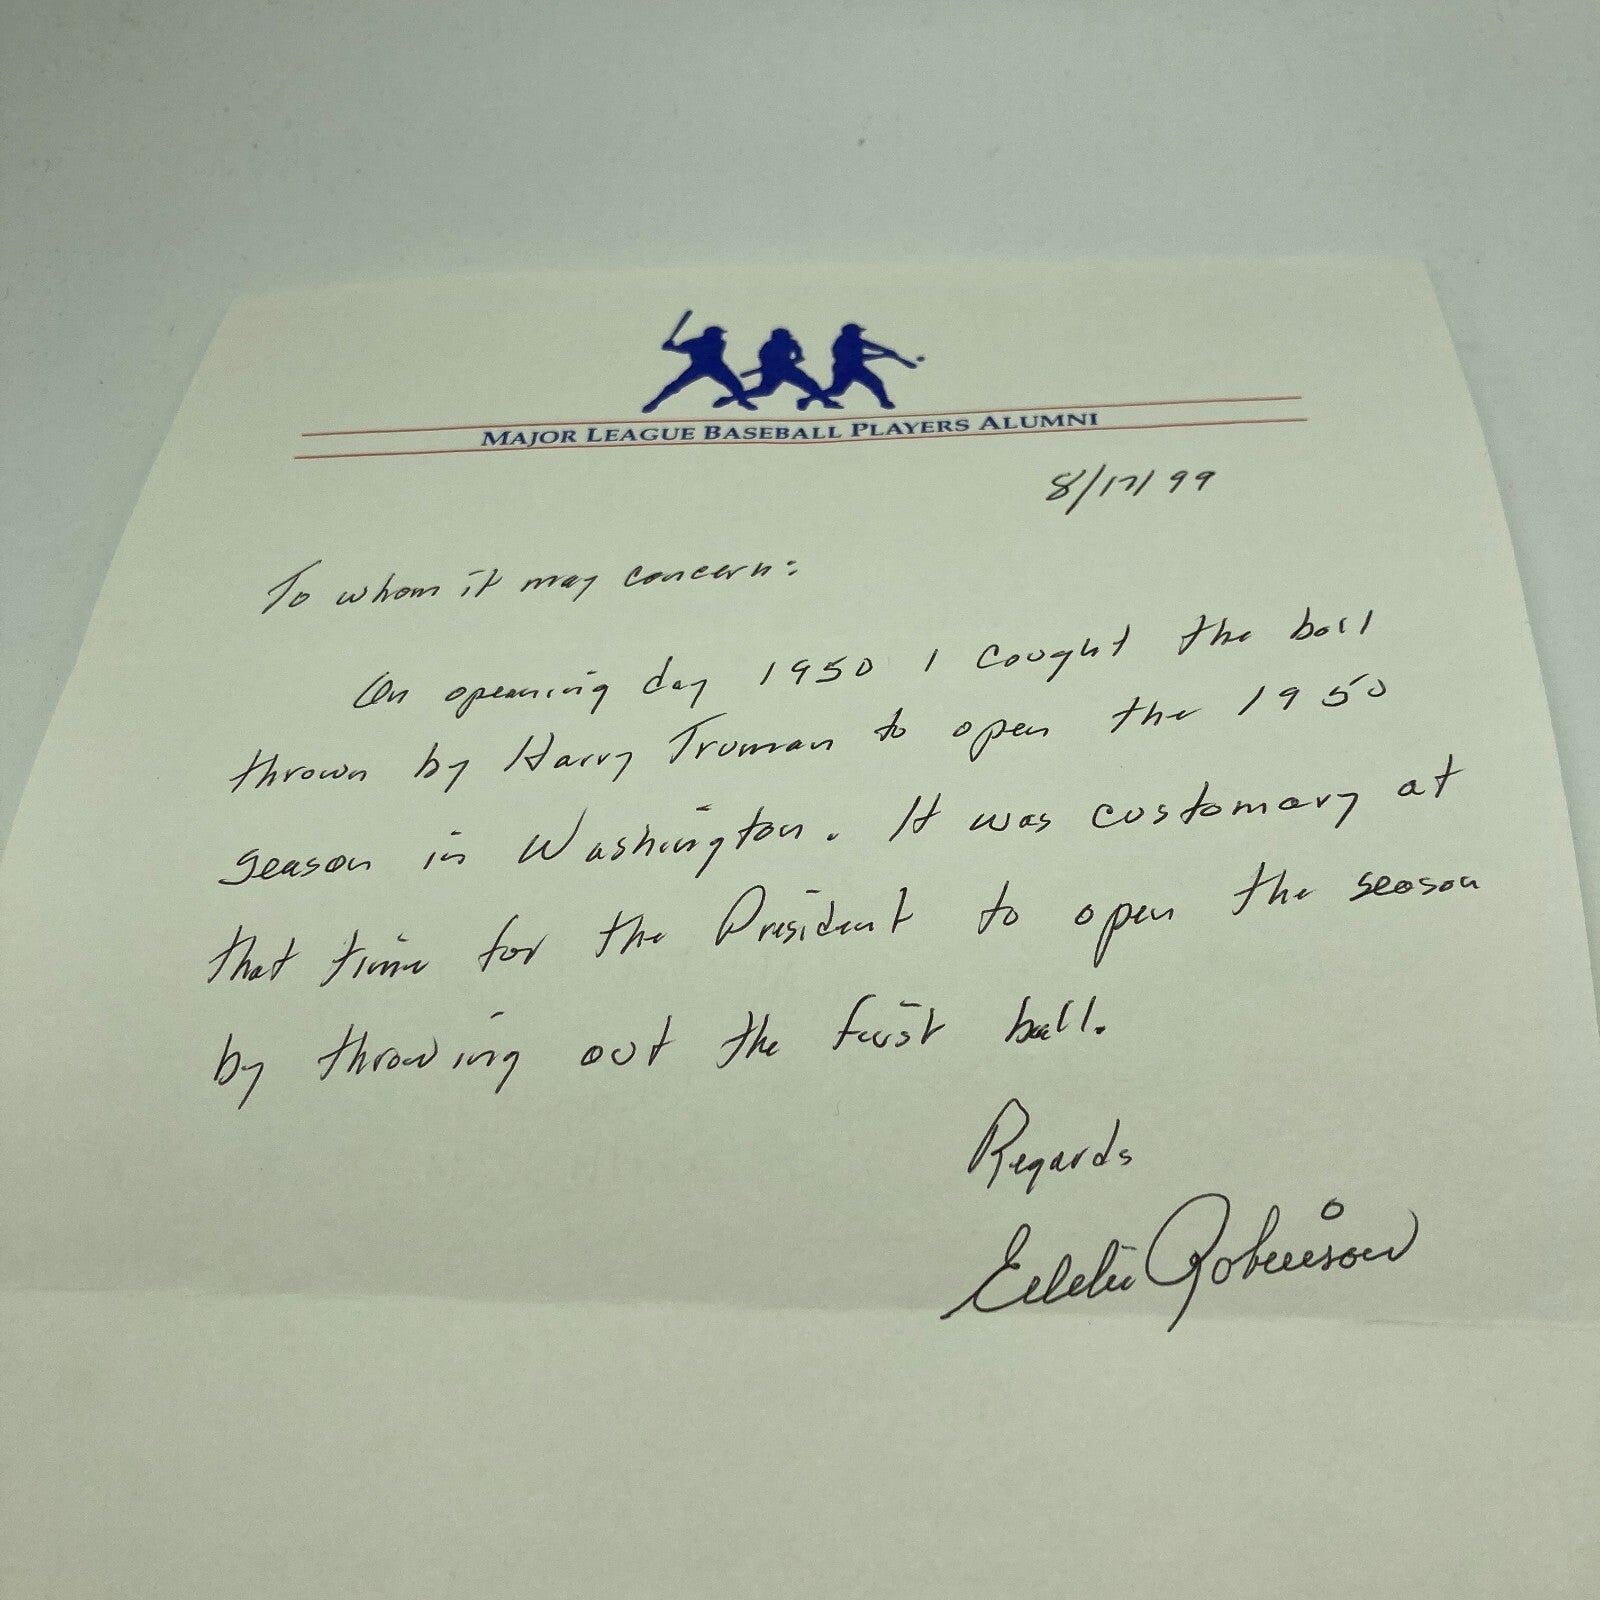 MAJOR LEAGUE BASEBALL PLAYERS ALUMNI
8/17/99
To whom it may concern:
On opening day 1950 I caught the ball
thrown by Harry Truman to open the 1950
season in Washington. It was customary at
that time for the President to open the season
by throwing out the first ball.
Regards
Eddie Robinson